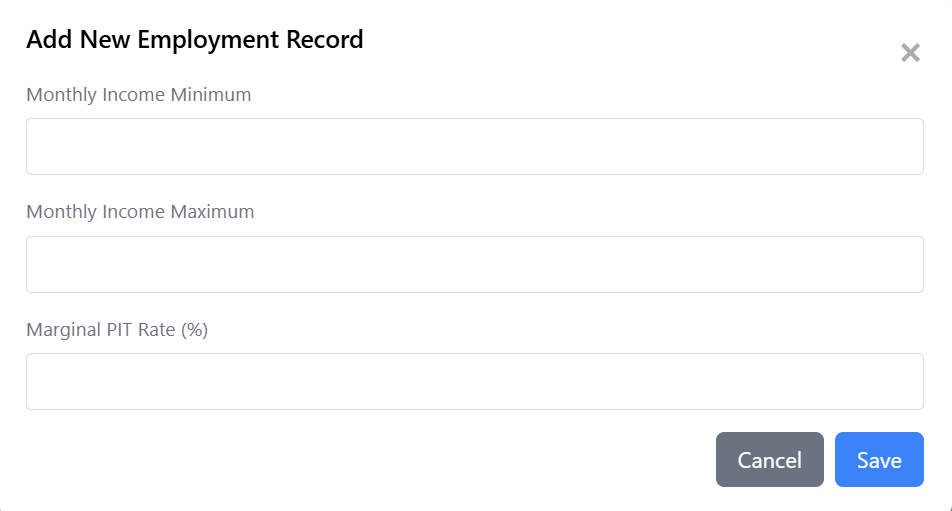 Add New Employment Record
×
Monthly Income Minimum
Monthly Income Maximum
Marginal PIT Rate (%)
Cancel
Save